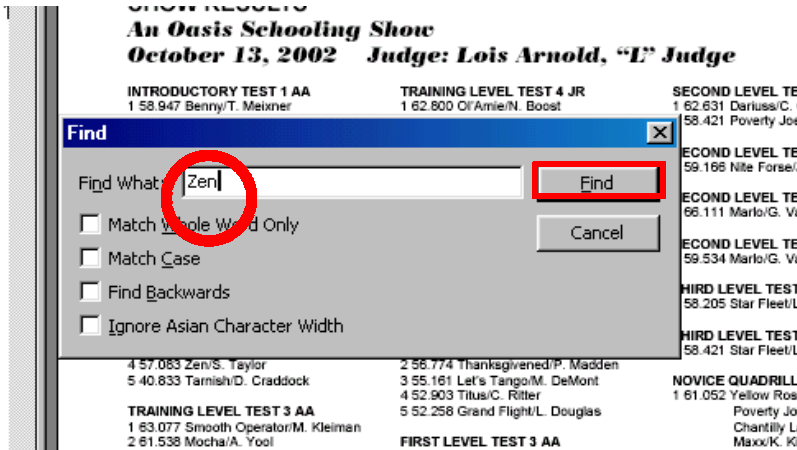 SHOW RESULTS
An Oasis Schooling Show
October 13, 2002 Judge: Lois Arnold, “L” Judge
INTRODUCTORY TEST 1 AA
1 58.947 Benny/T. Meixner
TRAINING LEVEL TEST 4 JR
1 62.800 Ol'Amie/N. Boost
SECOND LEVEL TE
1 62.631 Dariuss/C.
58.421 Poverty Joe
ECOND LEVEL TE
59.166 Nite Forse/
ECOND LEVEL TE
66.111 Marlo/G. Va
ECOND LEVEL TE
59.534 Marlo/G. Va
HIRD LEVEL TEST
58.205 Star Fleet/L
HIRD LEVEL TEST
58.421 Star Fleet/L
Find
Find What: Zen
Find
Match Whole Word Only
Cancel
Match Case
Find Backwards
Ignore Asian Character Width
4 57.083 Zen/S. Taylor
5 40.833 Tarnish/D. Craddock
TRAINING LEVEL TEST 3 AA
1 63.077 Smooth Operator/M. Kleiman
2 61.538 Mocha/A. Yool
2 56.774 Thanksgivened/P. Madden
3 55.161 Let's Tango/M. DeMont
4 52.903 Titus/C. Ritter
5 52.258 Grand Flight/L. Douglas
FIRST LEVEL TEST 3 AA
NOVICE QUADRILL
1 61.052 Yellow Ros
Poverty Jo
Chantilly L
Maxx/K. K